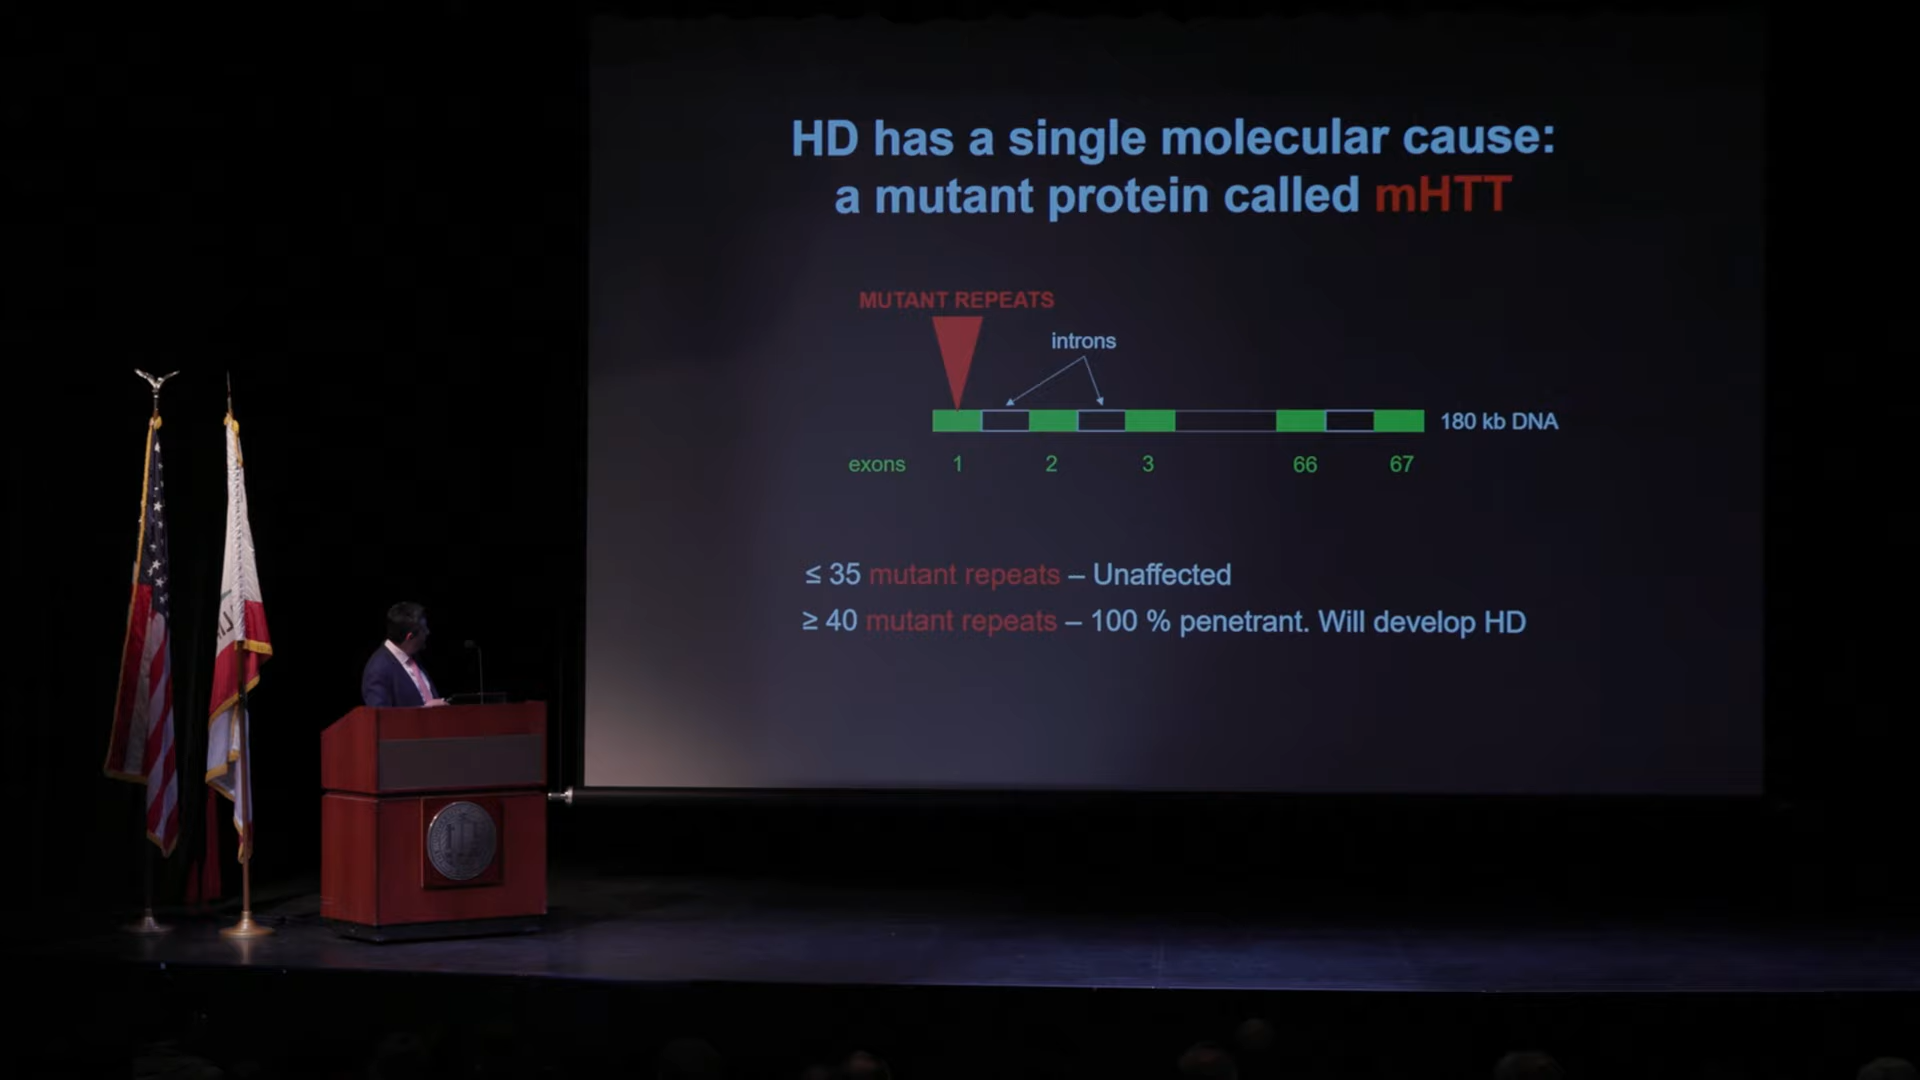 HD has a single molecular cause:
a mutant protein called mHTT
MUTANT REPEATS
introns
180 kb DNA
exons 1 2 3 66 67
≤ 35 mutant repeats – Unaffected
≥ 40 mutant repeats – 100 % penetrant. Will develop HD